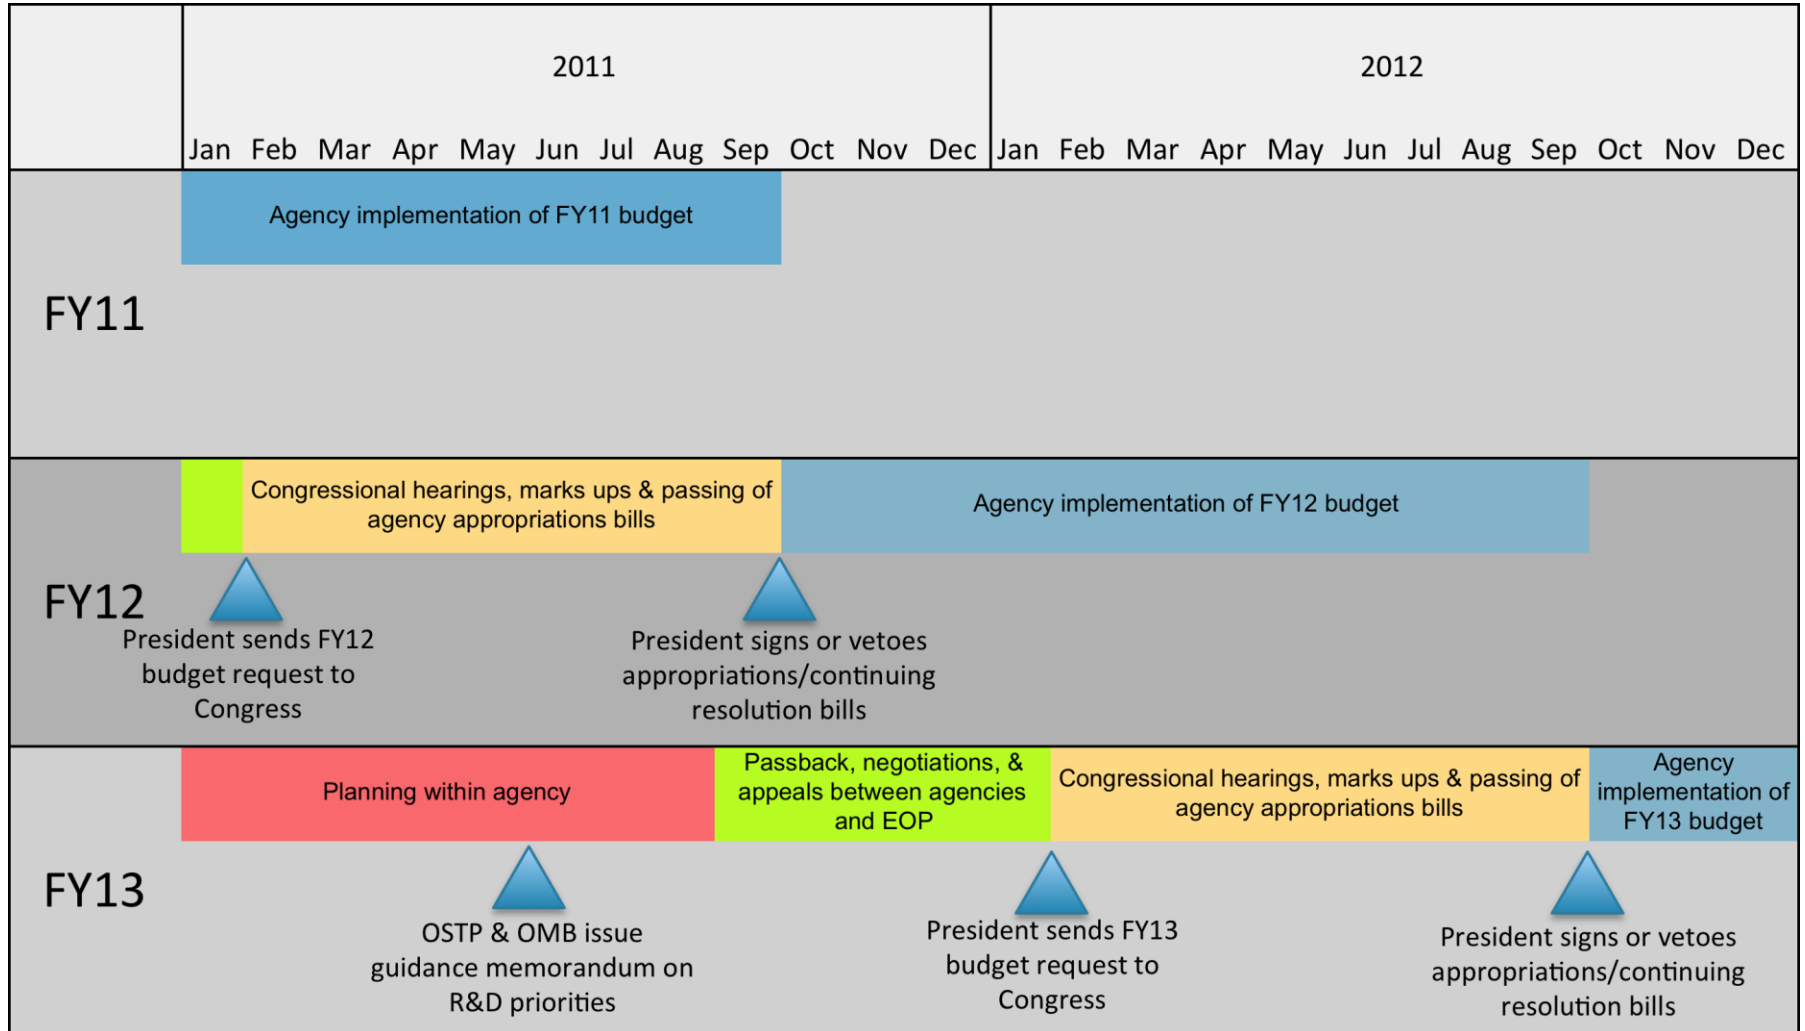 2011
2012
Jan Feb Mar Apr May Jun Jul Aug Sep Oct Nov Dec
Jan Feb Mar Apr May Jun Jul Aug Sep Oct Nov Dec
FY11
Agency implementation of FY11 budget
FY12
Congressional hearings, marks ups & passing of
agency appropriations bills
Agency implementation of FY12 budget
President sends FY12
budget request to
Congress
President signs or vetoes
appropriations/continuing
resolution bills
FY13
Planning within agency
Passback, negotiations, &
appeals between agencies
and EOP
Congressional hearings, marks ups & passing of
agency appropriations bills
Agency
implementation of
FY13 budget
OSTP & OMB issue
guidance memorandum on
R&D priorities
President sends FY13
budget request to
Congress
President signs or vetoes
appropriations/continuing
resolution bills